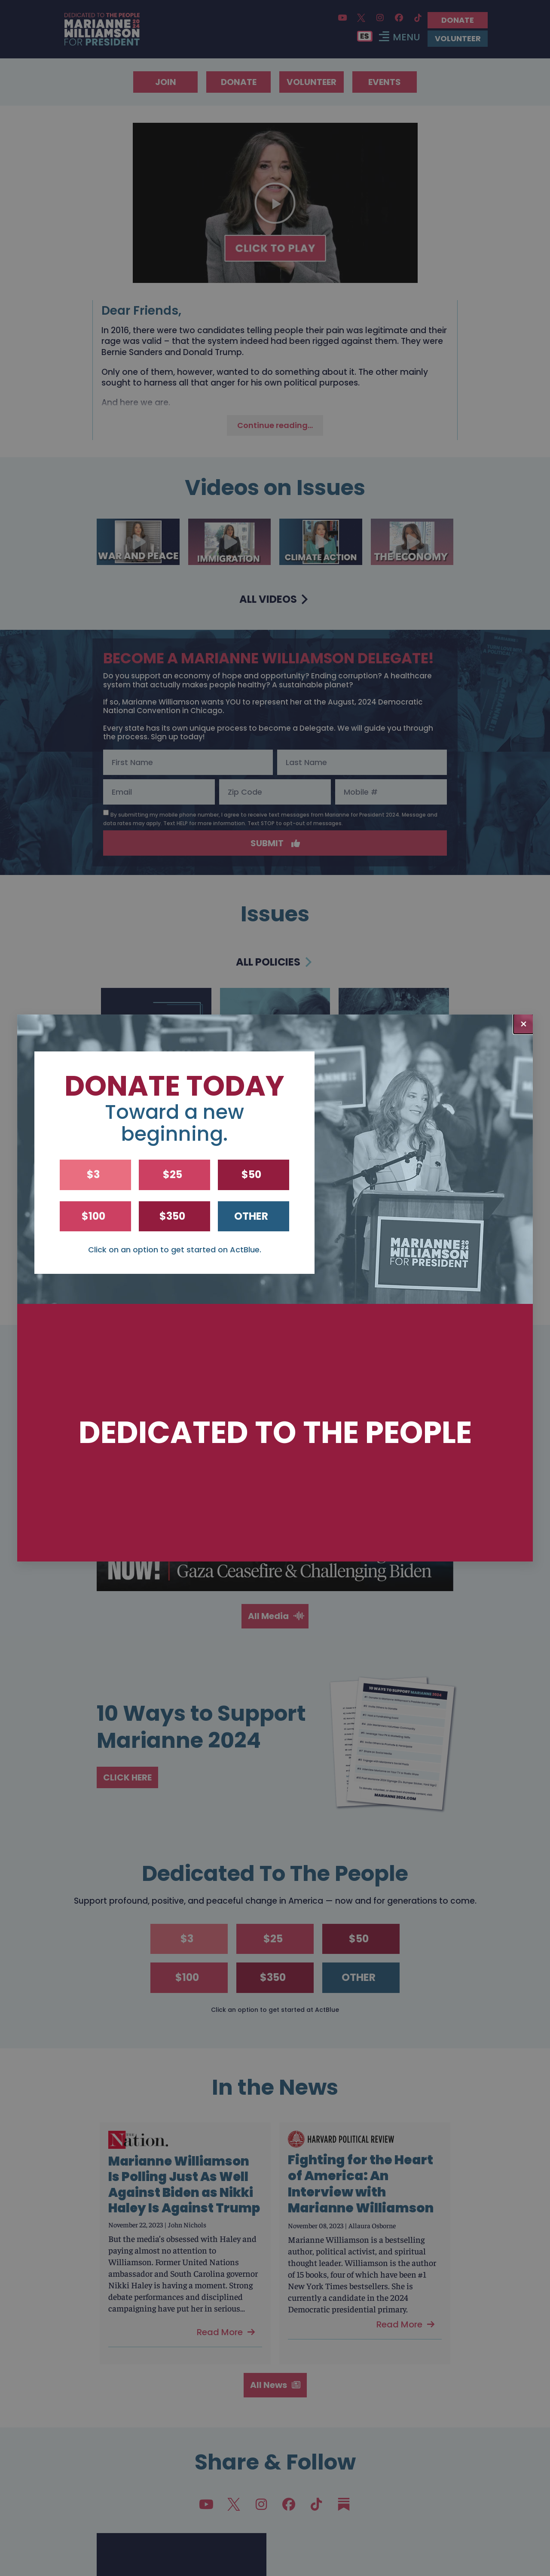 DEDICATED TO THE PEOPLE
MARIANNE 2024
WILLIAMSON
FOR PRESIDENT
DONATE
ES
MENU
VOLUNTEER
JOIN
DONATE
VOLUNTEER
EVENTS
CLICK TO PLAY
Dear Friends,
In 2016, there were two candidates telling people their pain was legitimate and their
rage was valid – that the system indeed had been rigged against them. They were
Bernie Sanders and Donald Trump.
Only one of them, however, wanted to do something about it. The other mainly
sought to harness all that anger for his own political purposes.
And here we are.
Continue reading...
Videos on Issues
WAR AND PEACE
IMMIGRATION
CLIMATE ACTION
THE ECONOMY
ALL VIDEOS
BECOME A MARIANNE WILLIAMSON DELEGATE!
Do you support an economy of hope and opportunity? Ending corruption? A healthcare
system that actually makes people healthy? A sustainable planet?
If so, Marianne Williamson wants YOU to represent her at the August, 2024 Democratic
National Convention in Chicago.
Every state has its own unique process to become a Delegate. We will guide you through
the process. Sign up today!
First Name
Last Name
Email
Zip Code
Mobile #
By submitting my mobile phone number, I agree to receive text messages from Marianne for President 2024. Message and
data rates may apply. Text HELP for more information. Text STOP to opt-out of messages
SUBMIT
Issues
ALL POLICIES
×
DONATE TODAY
Toward a new
beginning.
$3
$25
$50
$100
$350
OTHER
Click on an option to get started on ActBlue.
MARIANNE 2024
WILLIAMSON
FOR PRESIDENT
DEDICATED TO THE PEOPLE
NOW!
Gaza Ceasefire & Challenging Biden
All Media
10 Ways to Support
Marianne 2024
CLICK HERE
10 WAYS TO SUPPORT MARIANNE 2024
MARIANNE2024.COM
Dedicated To The People
Support profound, positive, and peaceful change in America — now and for generations to come.
$3
$25
$50
$100
$350
OTHER
Click an option to get started at ActBlue
In the News
The Nation.
Marianne Williamson
Is Polling Just As Well
Against Biden as Nikki
Haley Is Against Trump
November 22, 2023 | John Nichols
But the media's obsessed with Haley and
paying almost no attention to
Williamson. Former United Nations
ambassador and South Carolina governor
Nikki Haley is having a moment. Strong
debate performances and disciplined
campaigning have put her in serious...
Read More
HARVARD POLITICAL REVIEW
Fighting for the Heart
of America: An
Interview with
Marianne Williamson
November 08, 2023 | Allaura Osborne
Marianne Williamson is a bestselling
author, political activist, and spiritual
thought leader. Williamson is the author
of 15 books, four of which have been #1
New York Times bestsellers. She is
currently a candidate in the 2024
Democratic presidential primary.
Read More
All News
Share & Follow